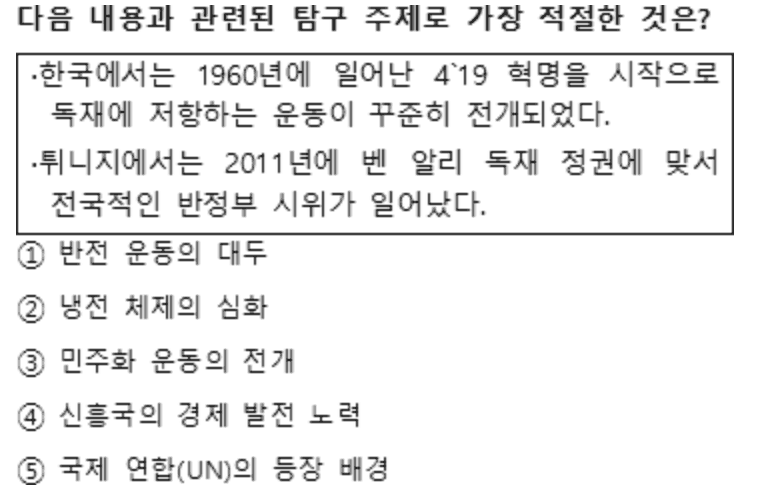 다음 내용과 관련된 탐구 주제로 가장 적절한 것은?
·한국에서는 1960년에 일어난 4`19 혁명을 시작으로
독재에 저항하는 운동이 꾸준히 전개되었다.
·튀니지에서는 2011년에 벤 알리 독재 정권에 맞서
전국적인 반정부 시위가 일어났다.
① 반전 운동의 대두
② 냉전 체제의 심화
③ 민주화 운동의 전개
④ 신흥국의 경제 발전 노력
⑤ 국제 연합(UN)의 등장 배경